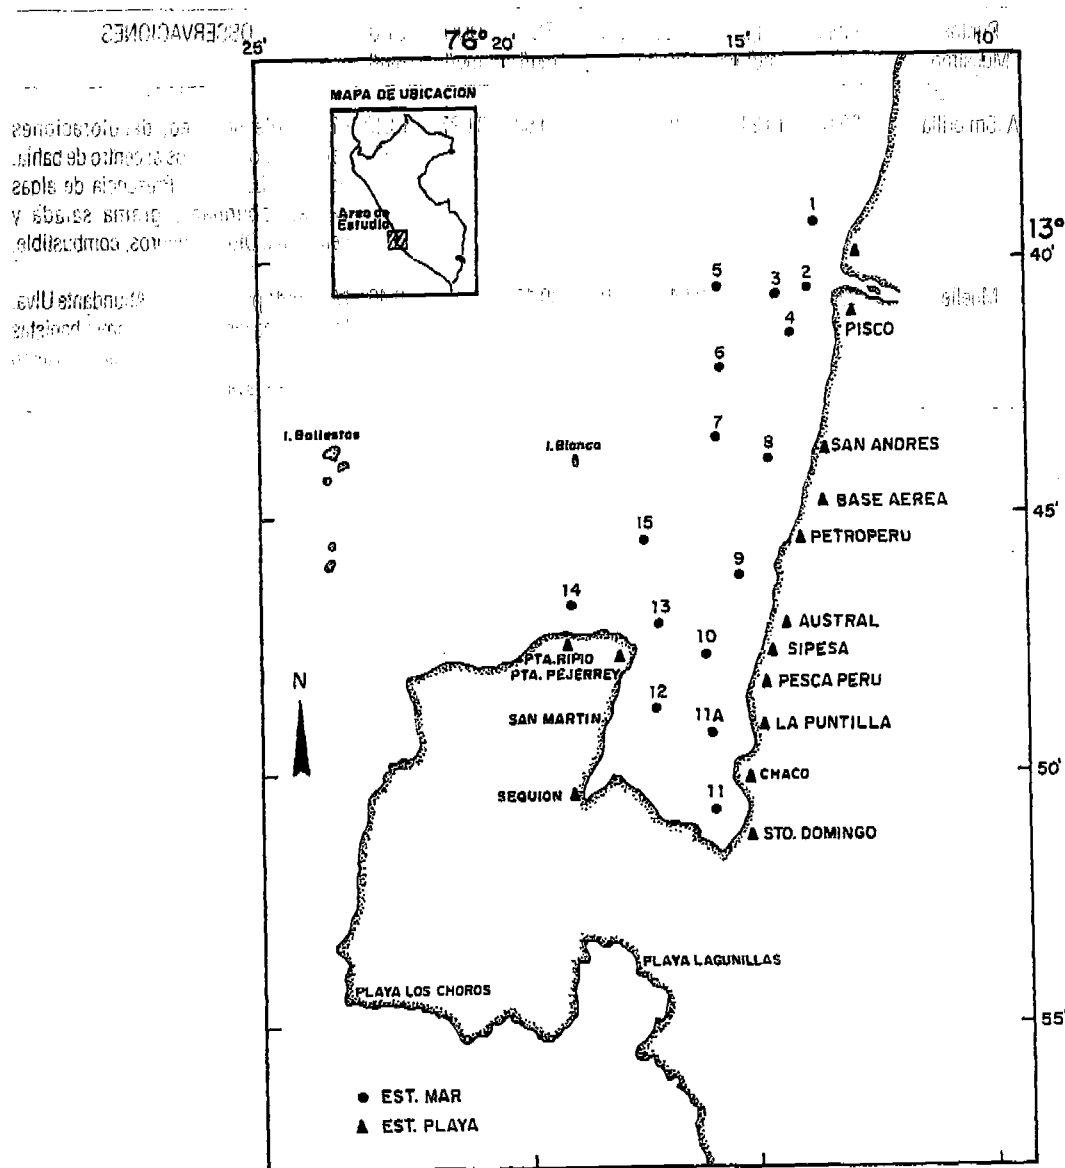 76°
25'
20'
15'
10'
MAPA DE UBICACION
Area de
Estudio
13°
40'
1
5
3
2
4
PISCO
6
7
8
I. Ballestas
I. Blanca
SAN ANDRES
BASE AEREA
45'
PETROPERU
15
9
14
13
10
AUSTRAL
SIPESA
PTA. RIPIO
PTA. PEJERREY
PESCA PERU
N
12
SAN MARTIN
11A
LA PUNTILLA
CHACO
50'
SEQUION
11
STO. DOMINGO
PLAYA LAGUNILLAS
PLAYA LOS CHOROS
55'
● EST. MAR
▲ EST. PLAYA
OBSERVACIONES